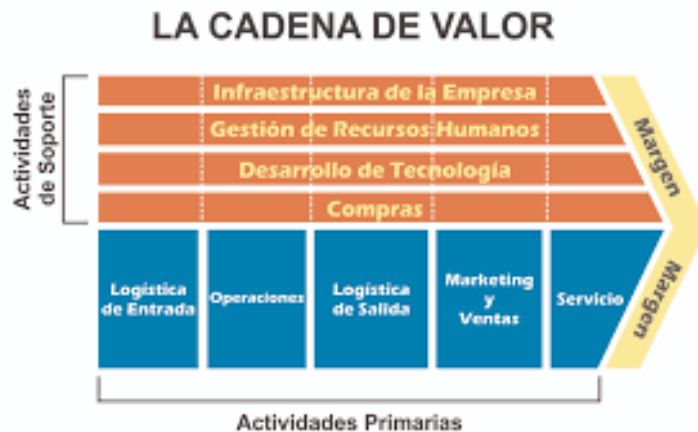 LA CADENA DE VALOR
Actividades
de Soporte
Infraestructura de la Empresa
Gestión de Recursos Humanos
Desarrollo de Tecnología
Compras
Margen
Logística
de Entrada
Operaciones
Logística
de Salida
Marketing
y
Ventas
Servicio
Margen
Actividades Primarias